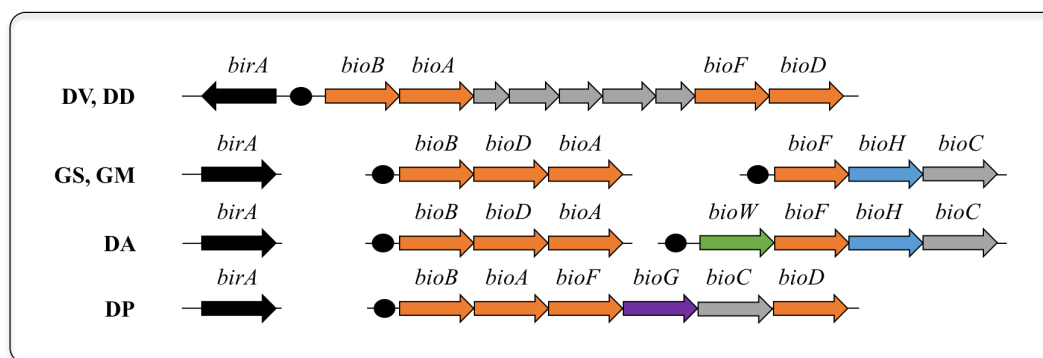 birA bioB bioA bioF bioD
DV, DD
birA bioB bioD bioA bioF bioH bioC
GS, GM
birA bioB bioD bioA bioW bioF bioH bioC
DA
birA bioB bioA bioF bioG bioC bioD
DP